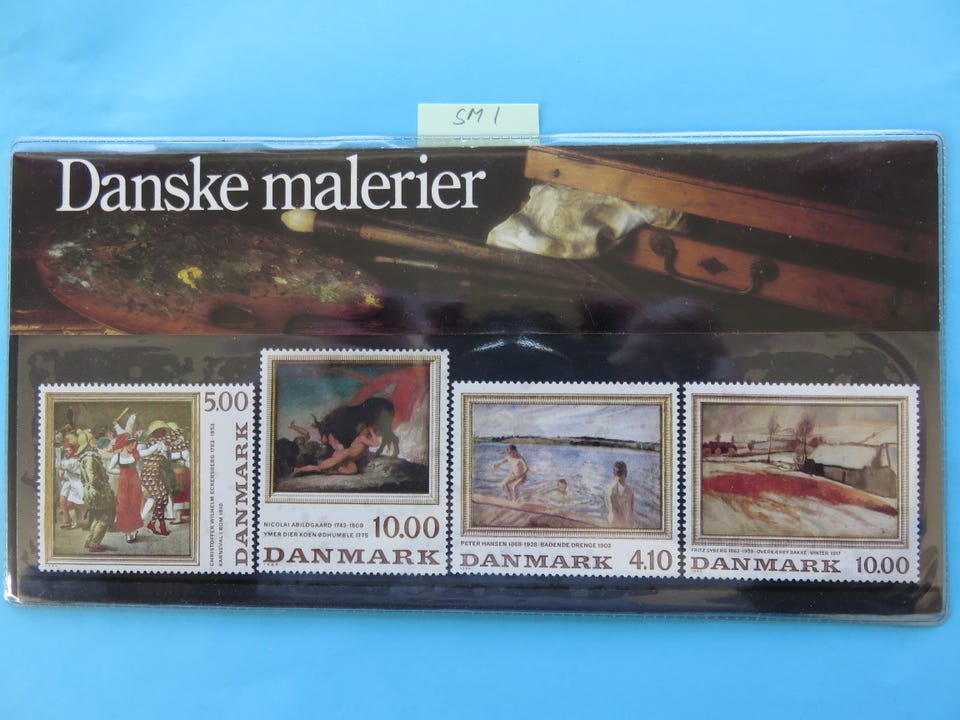 SM 1
Danske malerier
5.00
CHRISTOFFER WILHELM ECKERSBERG 1783-1853
KARNEVAL I ROM
DANMARK
NICOLAI ABILDGAARD 1743-1809
10.00
YMER DIER KOEN ØDHUMBLE 1775
DANMARK
PETER HANSEN 1868-1928 · BADENDE DRENGE 1902
DANMARK 4.10
FRITZ SYBERG 1862-1939 · OVERKÆRBY BAKKE · VINTER 1917
DANMARK 10.00